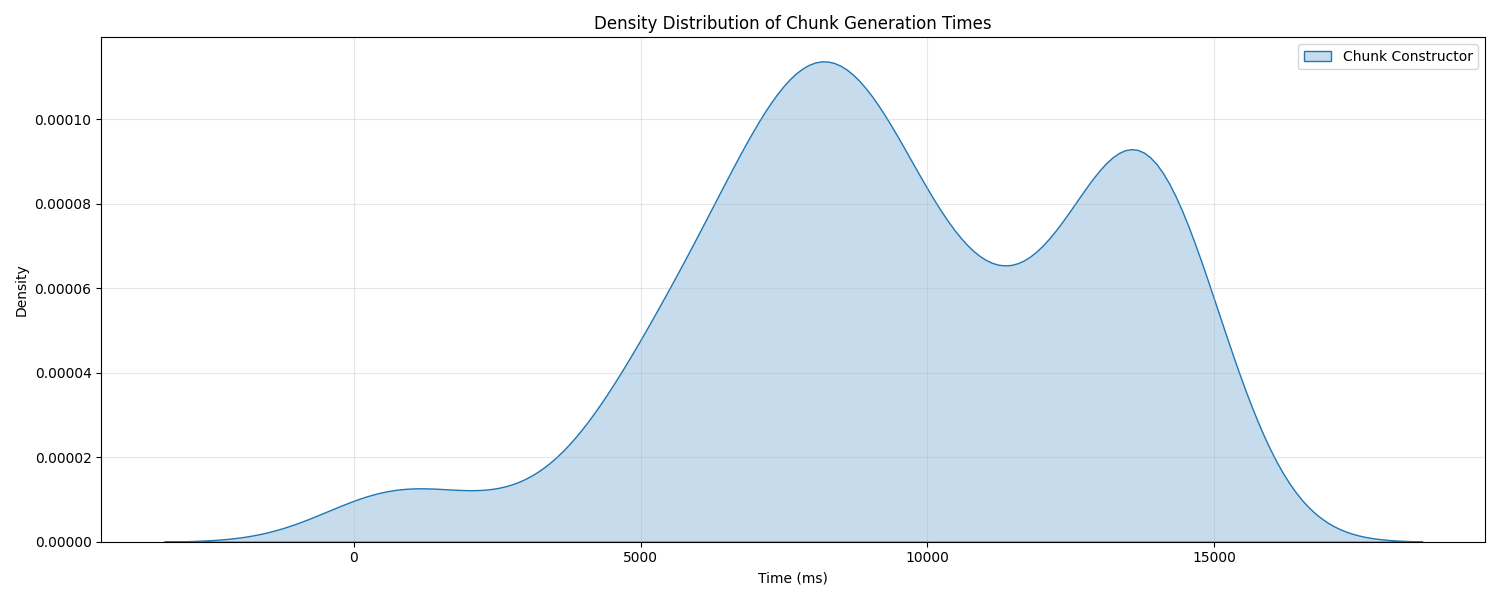 Density Distribution of Chunk Generation Times
Chunk Constructor
Density
0.00010
0.00008
0.00006
0.00004
0.00002
0.00000
0
5000
10000
15000
Time (ms)